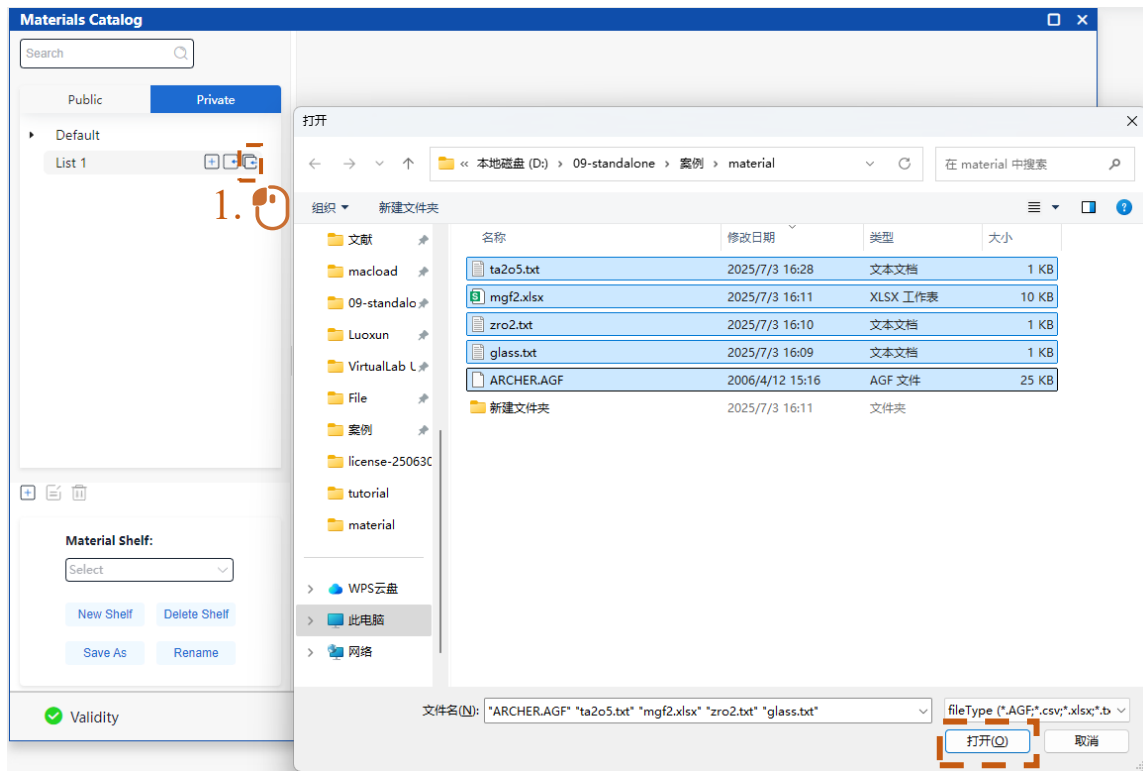 Materials Catalog
Search
Public Private
Default
List 1
1.
Material Shelf:
Select
New Shelf Delete Shelf
Save As Rename
Validity
打开
« 本地磁盘 (D:) › 09-standalone › 案例 › material
在 material 中搜索
组织 新建文件夹
文献
macload
09-standalo
Luoxun
VirtualLab U
File
案例
license-250630
tutorial
material
WPS云盘
此电脑
网络
名称 修改日期 类型 大小
ta2o5.txt 2025/7/3 16:28 文本文档 1 KB
mgf2.xlsx 2025/7/3 16:11 XLSX 工作表 10 KB
zro2.txt 2025/7/3 16:10 文本文档 1 KB
glass.txt 2025/7/3 16:09 文本文档 1 KB
ARCHER.AGF 2006/4/12 15:16 AGF 文件 25 KB
新建文件夹 2025/7/3 16:11 文件夹
文件名(N): "ARCHER.AGF" "ta2o5.txt" "mgf2.xlsx" "zro2.txt" "glass.txt"
fileType (*.AGF;*.csv;*.xlsx;*.t
打开(O) 取消